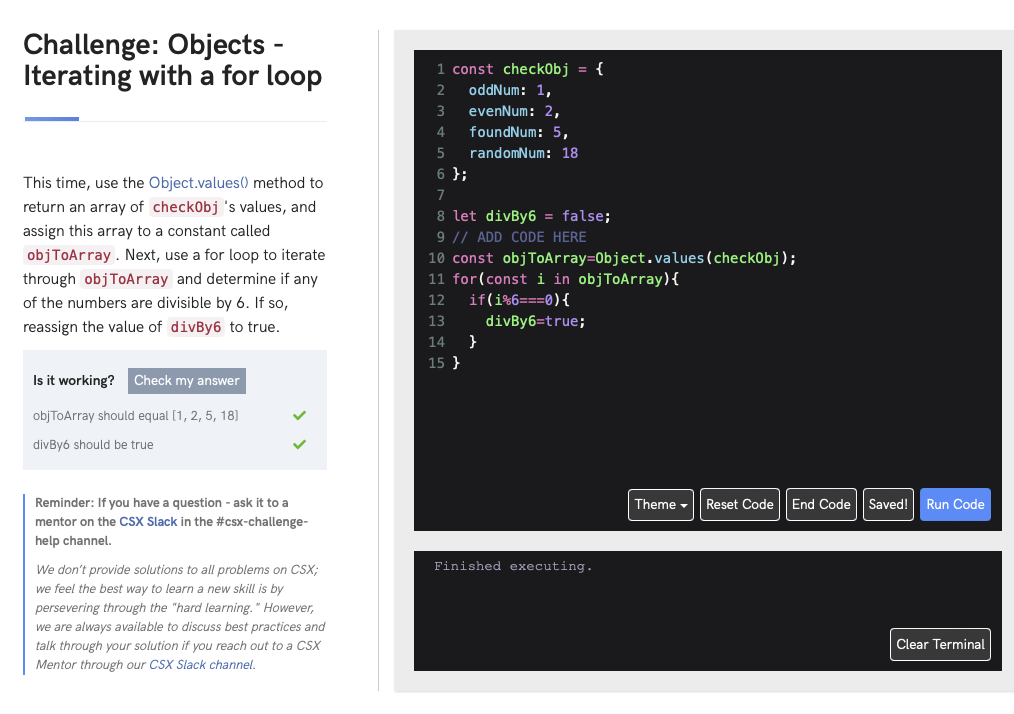 Challenge: Objects -
Iterating with a for loop
This time, use the Object.values() method to
return an array of checkObj 's values, and
assign this array to a constant called
objToArray . Next, use a for loop to iterate
through objToArray and determine if any
of the numbers are divisible by 6. If so,
reassign the value of divBy6 to true.
Is it working? Check my answer
objToArray should equal [1, 2, 5, 18]
divBy6 should be true
Reminder: If you have a question - ask it to a
mentor on the CSX Slack in the #csx-challenge-
help channel.
We don't provide solutions to all problems on CSX;
we feel the best way to learn a new skill is by
persevering through the "hard learning." However,
we are always available to discuss best practices and
talk through your solution if you reach out to a CSX
Mentor through our CSX Slack channel.
1 const checkObj = {
2   oddNum: 1,
3   evenNum: 2,
4   foundNum: 5,
5   randomNum: 18
6 };
7
8 let divBy6 = false;
9 // ADD CODE HERE
10 const objToArray=Object.values(checkObj);
11 for(const i in objToArray){
12   if(i%6===0){
13     divBy6=true;
14   }
15 }
Theme Reset Code End Code Saved! Run Code
Finished executing.
Clear Terminal